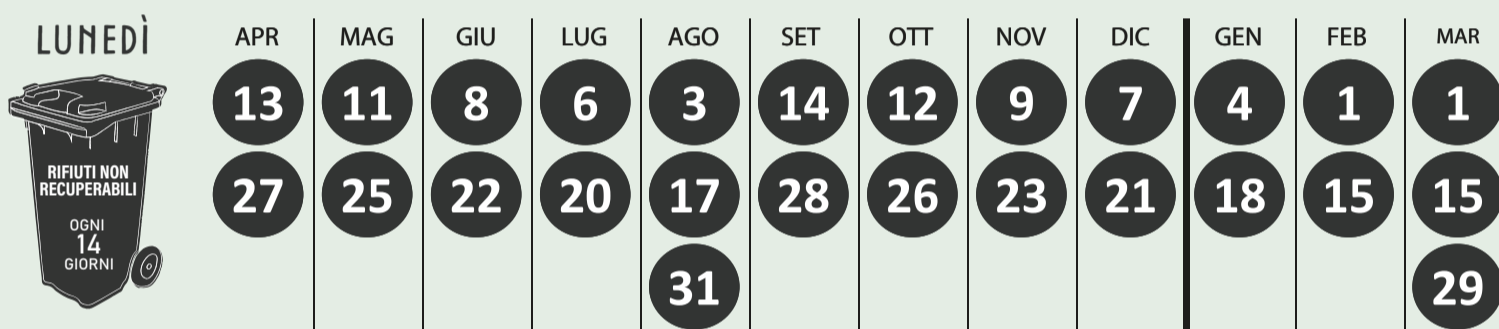 LUNEDÌ
APR MAG GIU LUG AGO SET OTT NOV DIC GEN FEB MAR
13 11 8 6 3 14 12 9 7 4 1 1
27 25 22 20 17 28 26 23 21 18 15 15
31 29
RIFIUTI NON
RECUPERABILI
OGNI
14
GIORNI